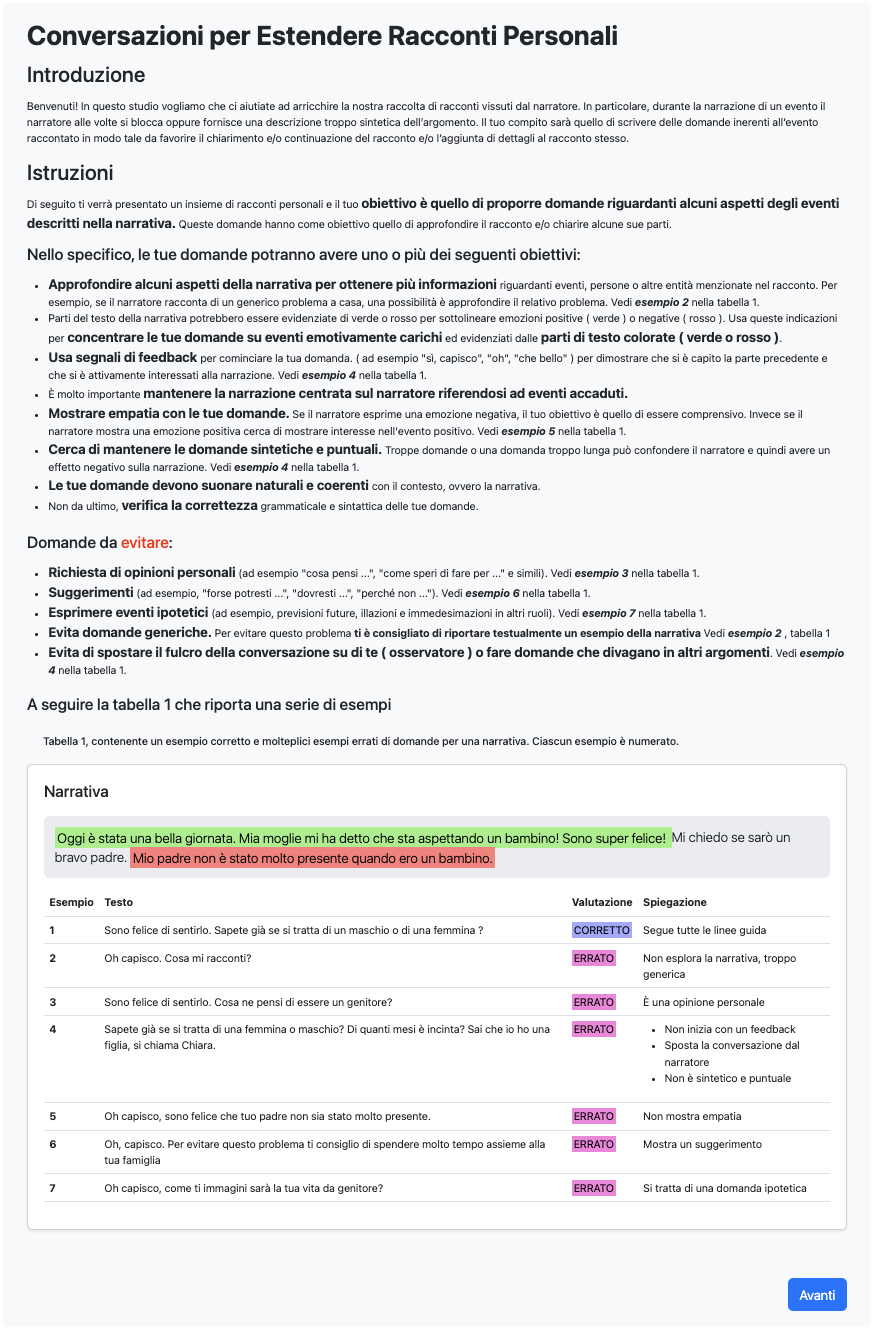 Conversazioni per Estendere Racconti Personali
Introduzione
Benvenuti! In questo studio vogliamo che ci aiutiate ad arricchire la nostra raccolta di racconti vissuti dal narratore. In particolare, durante la narrazione di un evento il
narratore alle volte si blocca oppure fornisce una descrizione troppo sintetica dell'argomento. Il tuo compito sarà quello di scrivere delle domande inerenti all'evento
raccontato in modo tale da favorire il chiarimento e/o continuazione del racconto e/o l'aggiunta di dettagli al racconto stesso.
Istruzioni
Di seguito ti verrà presentato un insieme di racconti personali e il tuo obiettivo è quello di proporre domande riguardanti alcuni aspetti degli eventi
descritti nella narrativa. Queste domande hanno come obiettivo quello di approfondire il racconto e/o chiarire alcune sue parti.
Nello specifico, le tue domande potranno avere uno o più dei seguenti obiettivi:
• Approfondire alcuni aspetti della narrativa per ottenere più informazioni riguardanti eventi, persone o altre entità menzionate nel racconto. Per
esempio, se il narratore racconta di un generico problema a casa, una possibilità è approfondire il relativo problema. Vedi esempio 2 nella tabella 1.
• Parti del testo della narrativa potrebbero essere evidenziate di verde o rosso per sottolineare emozioni positive ( verde ) o negative ( rosso ). Usa queste indicazioni
per concentrare le tue domande su eventi emotivamente carichi ed evidenziati dalle parti di testo colorate ( verde o rosso ).
• Usa segnali di feedback per cominciare la tua domanda. ( ad esempio "sì, capisco", "oh", "che bello" ) per dimostrare che si è capito la parte precedente e
che si è attivamente interessati alla narrazione. Vedi esempio 4 nella tabella 1.
• È molto importante mantenere la narrazione centrata sul narratore riferendosi ad eventi accaduti.
• Mostrare empatia con le tue domande. Se il narratore esprime una emozione negativa, il tuo obiettivo è quello di essere comprensivo. Invece se il
narratore mostra una emozione positiva cerca di mostrare interesse nell'evento positivo. Vedi esempio 5 nella tabella 1.
• Cerca di mantenere le domande sintetiche e puntuali. Troppe domande o una domanda troppo lunga può confondere il narratore e quindi avere un
effetto negativo sulla narrazione. Vedi esempio 4 nella tabella 1.
• Le tue domande devono suonare naturali e coerenti con il contesto, ovvero la narrativa.
• Non da ultimo, verifica la correttezza grammaticale e sintattica delle tue domande.
Domande da evitare:
• Richiesta di opinioni personali (ad esempio "cosa pensi ...", "come speri di fare per ..." e simili). Vedi esempio 3 nella tabella 1.
• Suggerimenti (ad esempio, "forse potresti ...", "dovresti ...", "perché non ..."). Vedi esempio 6 nella tabella 1.
• Esprimere eventi ipotetici (ad esempio, previsioni future, illazioni e immedesimazioni in altri ruoli). Vedi esempio 7 nella tabella 1.
• Evita domande generiche. Per evitare questo problema ti è consigliato di riportare testualmente un esempio della narrativa Vedi esempio 2 , tabella 1
• Evita di spostare il fulcro della conversazione su di te ( osservatore ) o fare domande che divagano in altri argomenti. Vedi esempio
4 nella tabella 1.
A seguire la tabella 1 che riporta una serie di esempi
Tabella 1, contenente un esempio corretto e molteplici esempi errati di domande per una narrativa. Ciascun esempio è numerato.
Narrativa
Oggi è stata una bella giornata. Mia moglie mi ha detto che sta aspettando un bambino! Sono super felice! Mi chiedo se sarò un
bravo padre. Mio padre non è stato molto presente quando ero un bambino.
Esempio Testo Valutazione Spiegazione
1 Sono felice di sentirlo. Sapete già se si tratta di un maschio o di una femmina ? CORRETTO Segue tutte le linee guida
2 Oh capisco. Cosa mi racconti? ERRATO Non esplora la narrativa, troppo
generica
3 Sono felice di sentirlo. Cosa ne pensi di essere un genitore? ERRATO È una opinione personale
4 Sapete già se si tratta di una femmina o maschio? Di quanti mesi è incinta? Sai che io ho una ERRATO • Non inizia con un feedback
figlia, si chiama Chiara. • Sposta la conversazione dal
narratore
• Non è sintetico e puntuale
5 Oh capisco, sono felice che tuo padre non sia stato molto presente. ERRATO Non mostra empatia
6 Oh, capisco. Per evitare questo problema ti consiglio di spendere molto tempo assieme alla ERRATO Mostra un suggerimento
tua famiglia
7 Oh capisco, come ti immagini sarà la tua vita da genitore? ERRATO Si tratta di una domanda ipotetica
Avanti